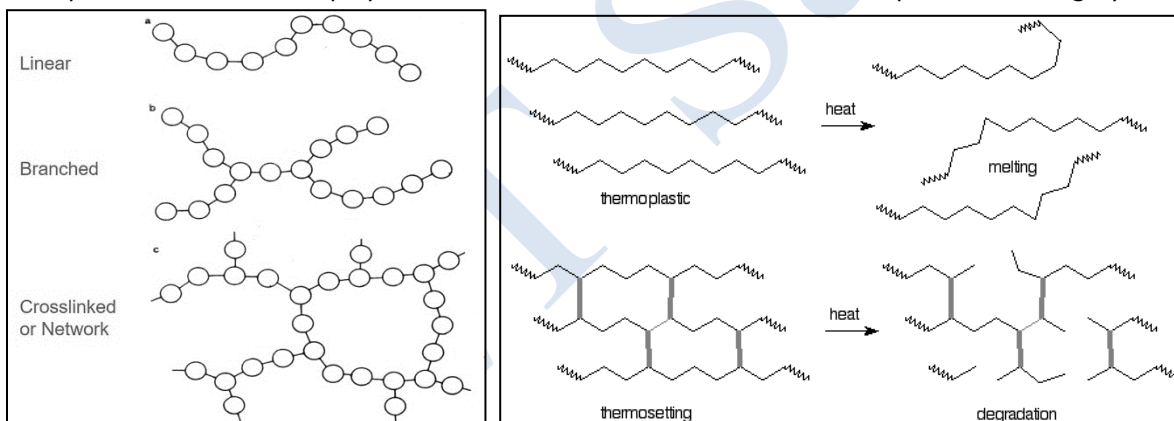 a
Linear
b
Branched
c
Crosslinked
or Network
heat
thermoplastic
melting
heat
thermosetting
degradation